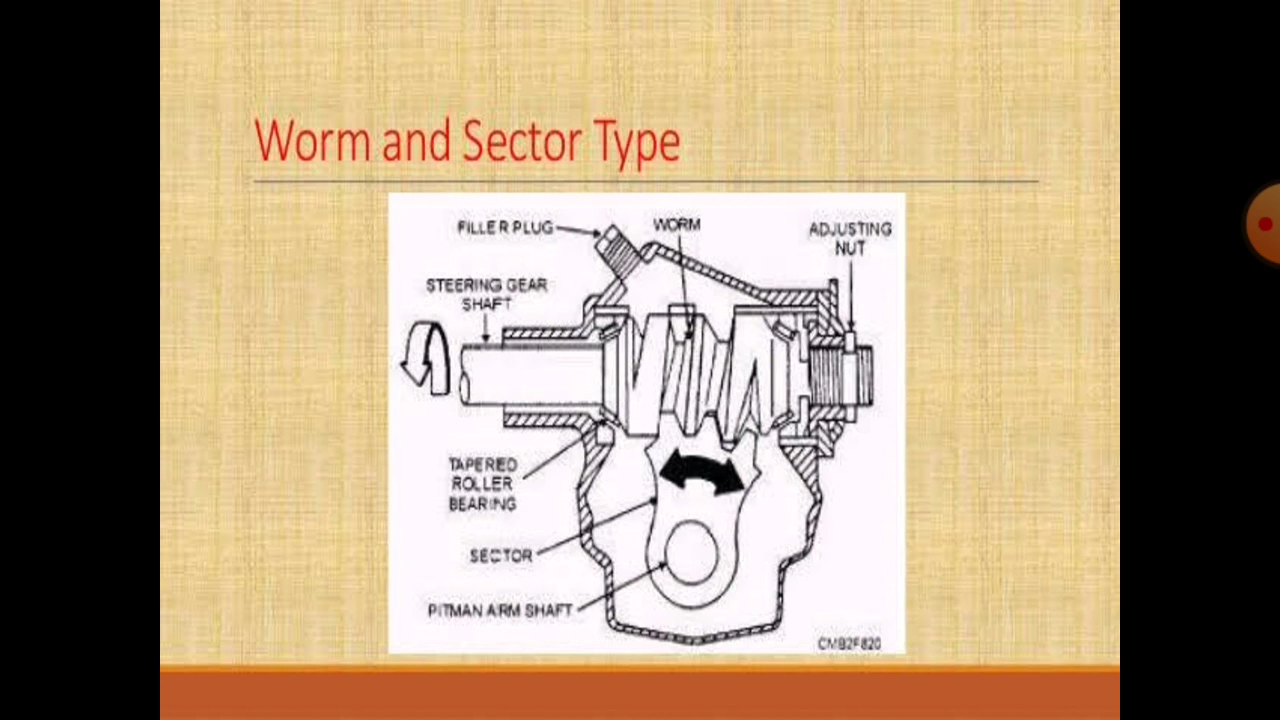 Worm and Sector Type
FILLER PLUG
WORM
ADJUSTING
NUT
STEERING GEAR
SHAFT
TAPERED
ROLLER
BEARING
SECTOR
PITMAN ARM SHAFT
CMB2F820